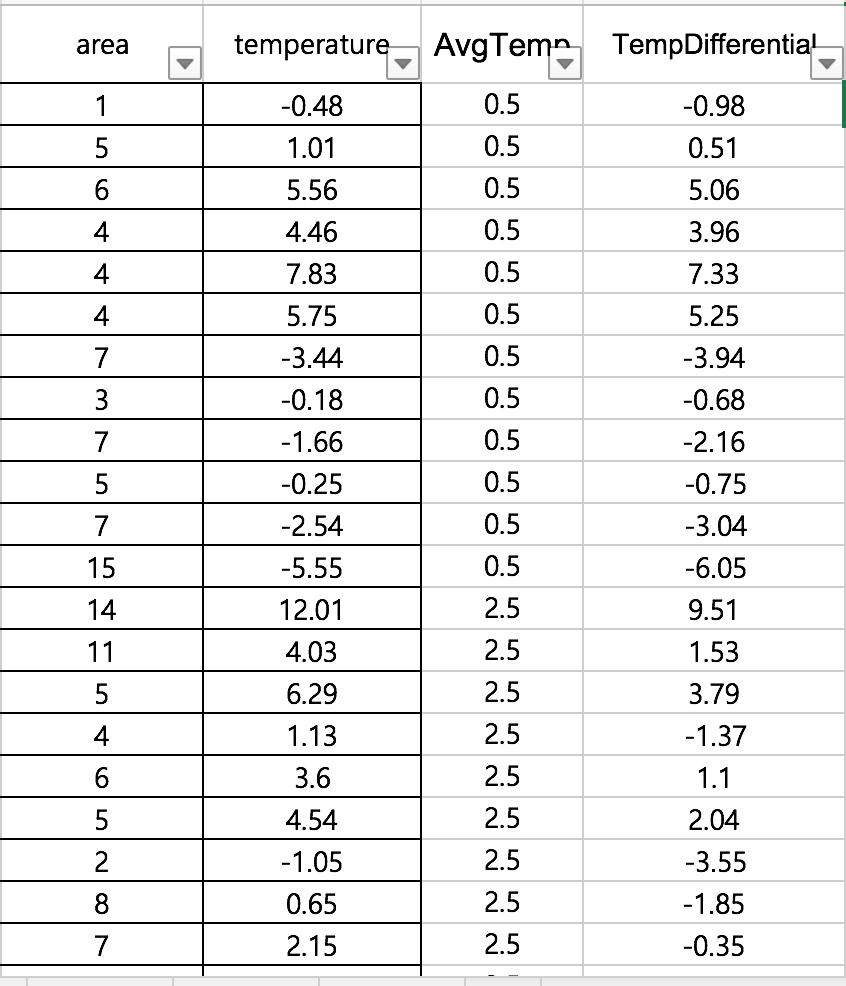 area temperature AvgTemp TempDifferential
1 -0.48 0.5 -0.98
5 1.01 0.5 0.51
6 5.56 0.5 5.06
4 4.46 0.5 3.96
4 7.83 0.5 7.33
4 5.75 0.5 5.25
7 -3.44 0.5 -3.94
3 -0.18 0.5 -0.68
7 -1.66 0.5 -2.16
5 -0.25 0.5 -0.75
7 -2.54 0.5 -3.04
15 -5.55 0.5 -6.05
14 12.01 2.5 9.51
11 4.03 2.5 1.53
5 6.29 2.5 3.79
4 1.13 2.5 -1.37
6 3.6 2.5 1.1
5 4.54 2.5 2.04
2 -1.05 2.5 -3.55
8 0.65 2.5 -1.85
7 2.15 2.5 -0.35